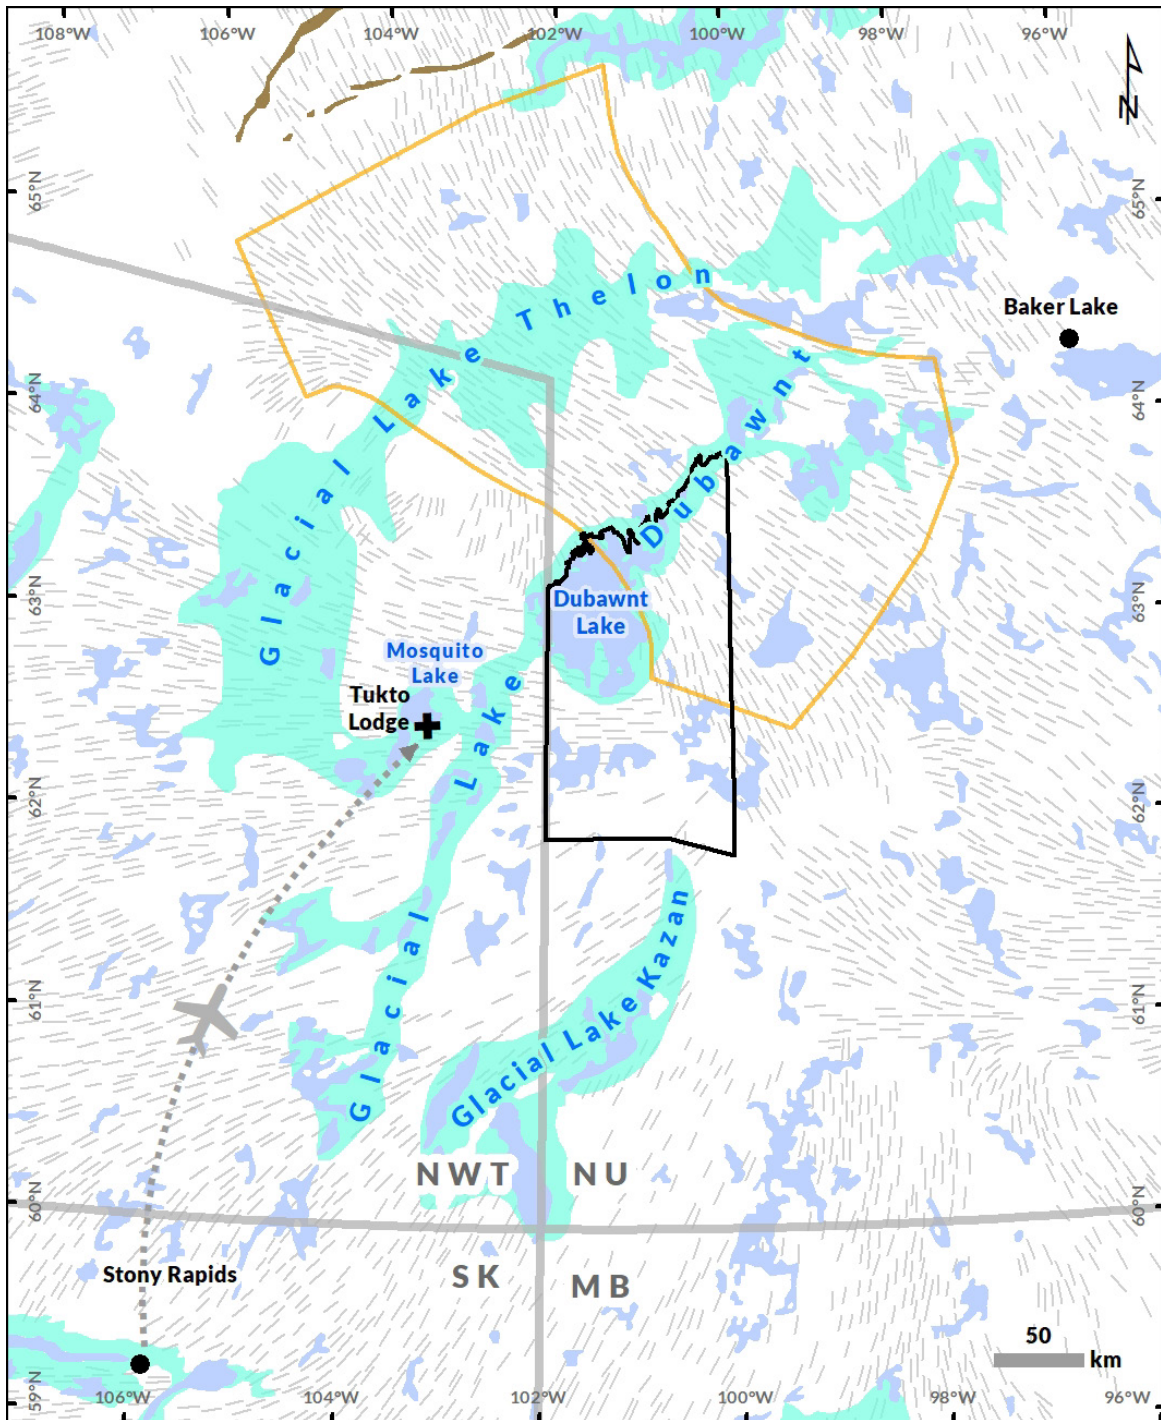 108°W 106°W 104°W 102°W 100°W 98°W 96°W
N
65°N 65°N
Glacial Lake Thelon
Baker Lake
64°N 64°N
Glacial Lake Dubawnt
63°N 63°N
Dubawnt
Lake
Mosquito
Lake
Tukto
Lodge
62°N 62°N
61°N 61°N
Glacial Lake Kazan
NWT NU
60°N 60°N
SK MB
Stony Rapids
50
km
59°N
106°W 104°W 102°W 100°W 98°W 96°W